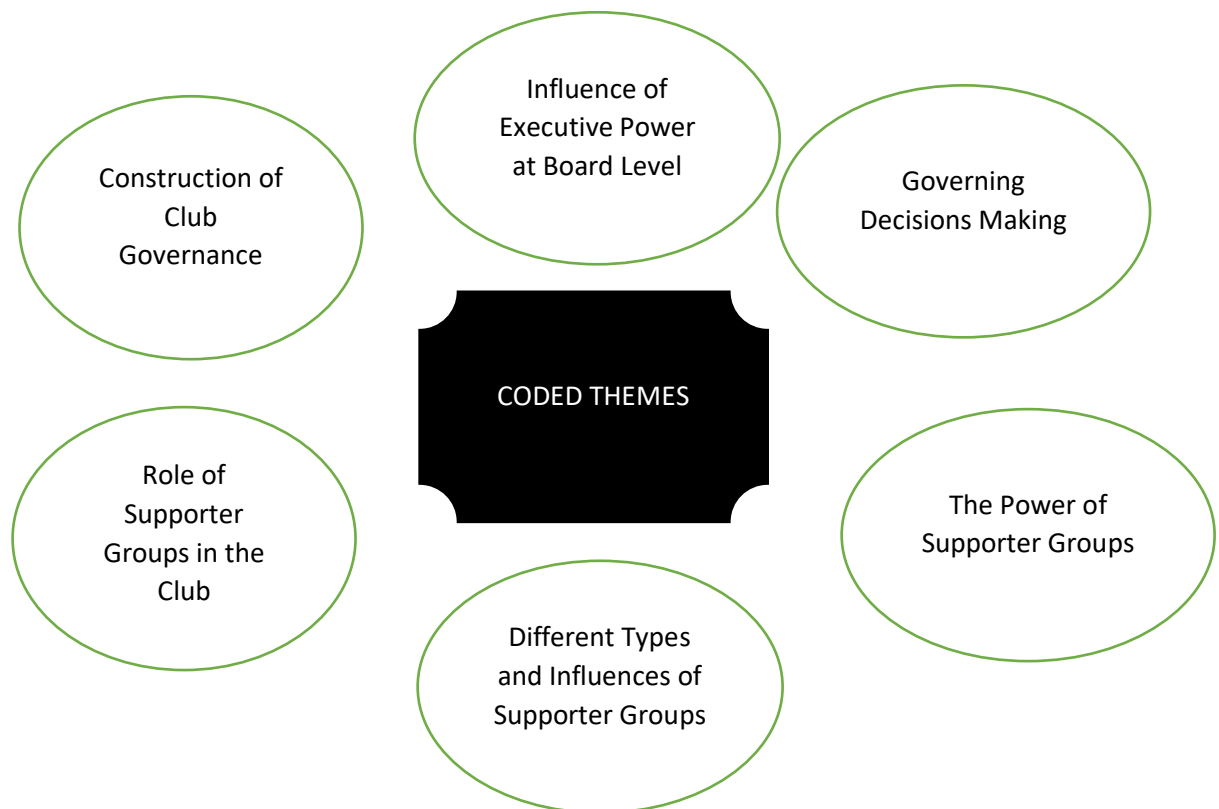 Influence of
Executive Power
at Board Level
Construction of
Club
Governance
Governing
Decisions Making
CODED THEMES
Role of
Supporter
Groups in the
Club
The Power of
Supporter Groups
Different Types
and Influences of
Supporter Groups